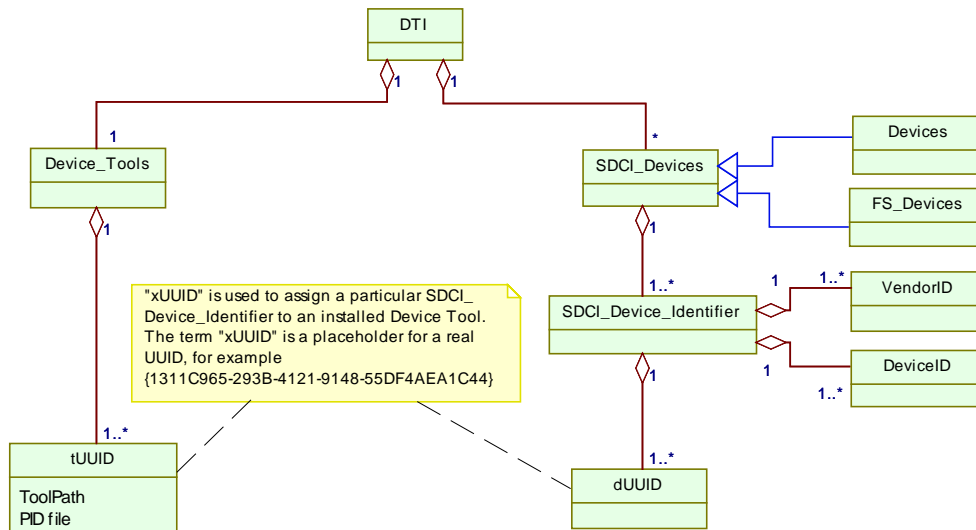 DTI
1
1
1
*
Device_Tools
SDCI_Devices
Devices
FS_Devices
1
1
"xUUID" is used to assign a particular SDCI_
Device_Identifier to an installed Device Tool.
The term "xUUID" is a placeholder for a real
UUID, for example
{1311C965-293B-4121-9148-55DF4AEA1C44}
1..*
SDCI_Device_Identifier
1
1..*
VendorID
1
1
1..*
DeviceID
1..*
tUUID
ToolPath
PID file
1..*
dUUID